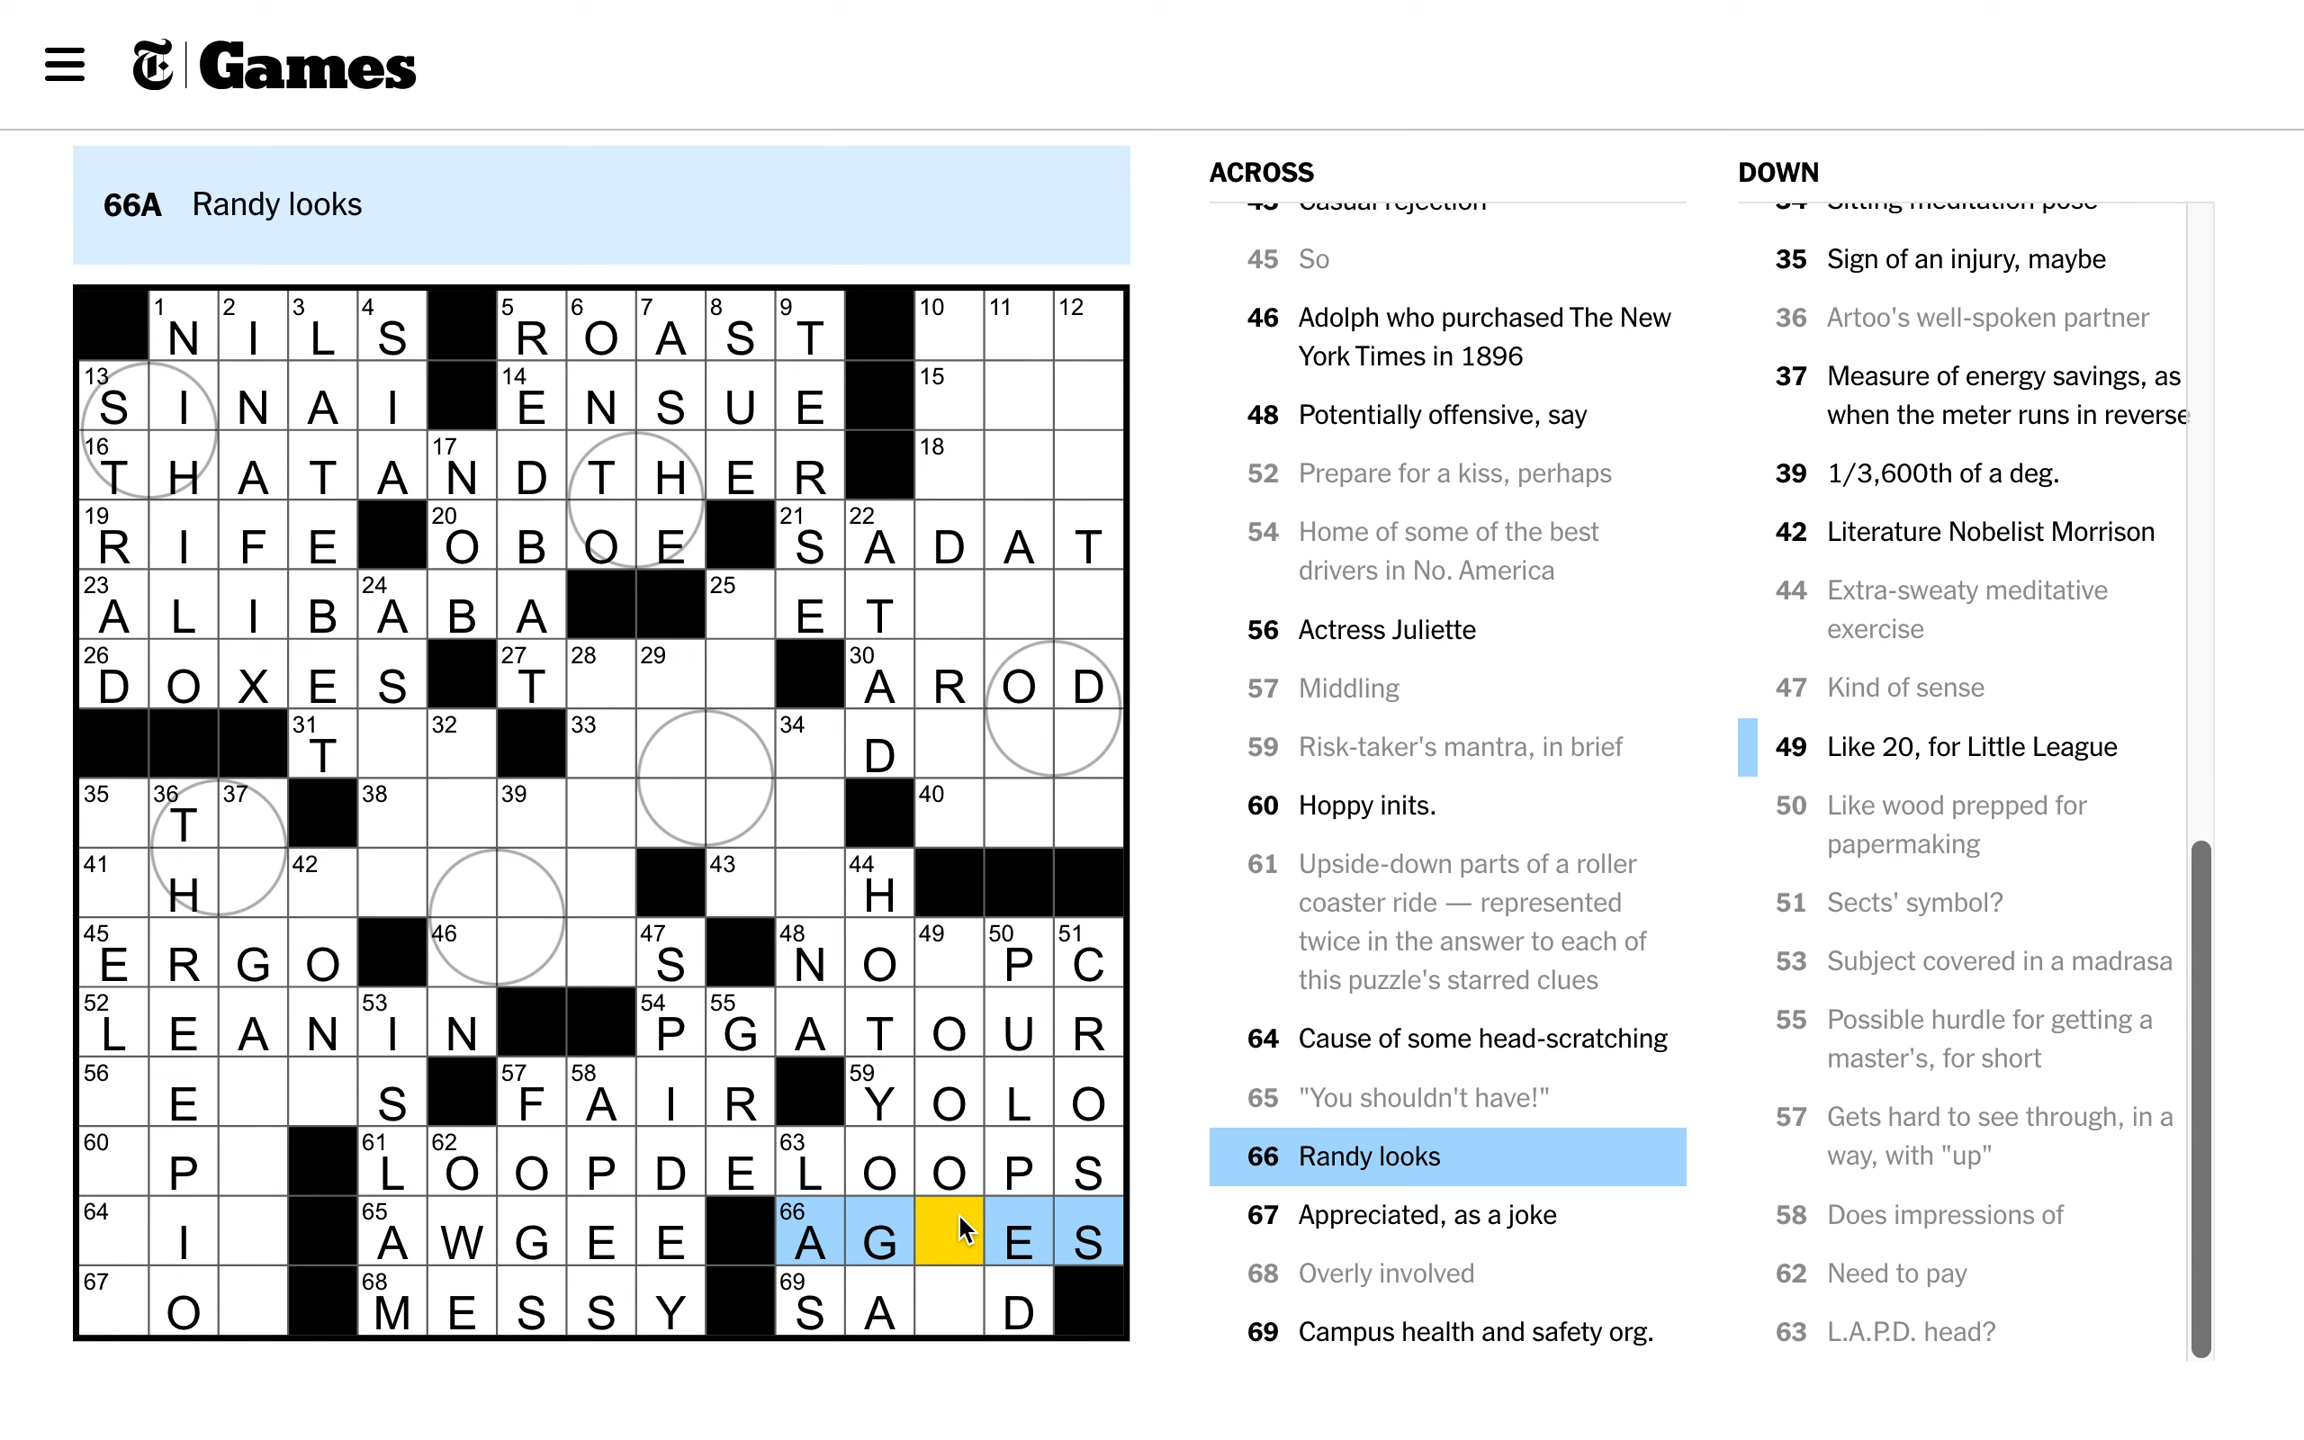 T Games
66A Randy looks
1 2 3 4 5 6 7 8 9 10 11 12
N I L S R O A S T
13 14 15
S I N A I E N S U E
16 17 18
T H A T A N D T H E R
19 20 21 22
R I F E O B O E S A D A T
23 24 25
A L I B A B A E T
26 27 28 29 30
D O X E S T A R O D
31 32 33 34
T D
35 36 37 38 39 40
T
41 42 43 44
H H
45 46 47 48 49 50 51
E R G O S N O P C
52 53 54 55
L E A N I N P G A T O U R
56 57 58 59
E S F A I R Y O L O
60 61 62 63
P L O O P D E L O O P S
64 65 66
I A W G E E A G E S
67 68 69
O M E S S Y S A D
ACROSS
43 Casual rejection
45 So
46 Adolph who purchased The New
York Times in 1896
48 Potentially offensive, say
52 Prepare for a kiss, perhaps
54 Home of some of the best
drivers in No. America
56 Actress Juliette
57 Middling
59 Risk-taker's mantra, in brief
60 Hoppy inits.
61 Upside-down parts of a roller
coaster ride — represented
twice in the answer to each of
this puzzle's starred clues
64 Cause of some head-scratching
65 "You shouldn't have!"
66 Randy looks
67 Appreciated, as a joke
68 Overly involved
69 Campus health and safety org.
DOWN
34 Sitting meditation pose
35 Sign of an injury, maybe
36 Artoo's well-spoken partner
37 Measure of energy savings, as
when the meter runs in reverse
39 1/3,600th of a deg.
42 Literature Nobelist Morrison
44 Extra-sweaty meditative
exercise
47 Kind of sense
49 Like 20, for Little League
50 Like wood prepped for
papermaking
51 Sects' symbol?
53 Subject covered in a madrasa
55 Possible hurdle for getting a
master's, for short
57 Gets hard to see through, in a
way, with "up"
58 Does impressions of
62 Need to pay
63 L.A.P.D. head?